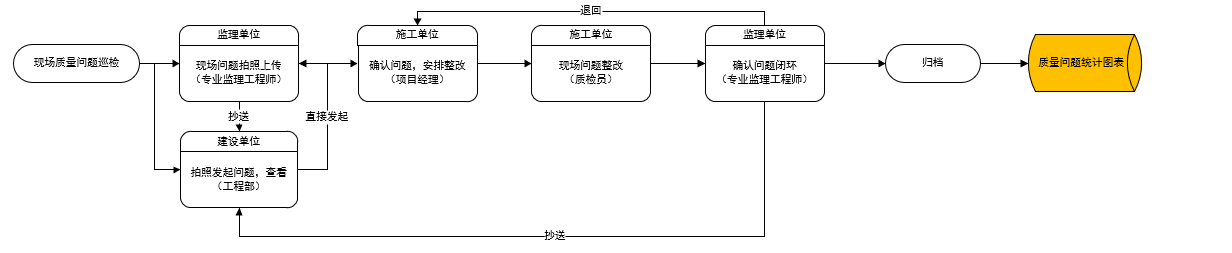 退回
监理单位
施工单位
施工单位
监理单位
现场质量问题巡检
现场问题拍照上传
（专业监理工程师）
确认问题，安排整改
（项目经理）
现场问题整改
（质检员）
确认问题闭环
（专业监理工程师）
归档
质量问题统计图表
抄送
直接发起
建设单位
拍照发起问题，查看
（工程部）
抄送